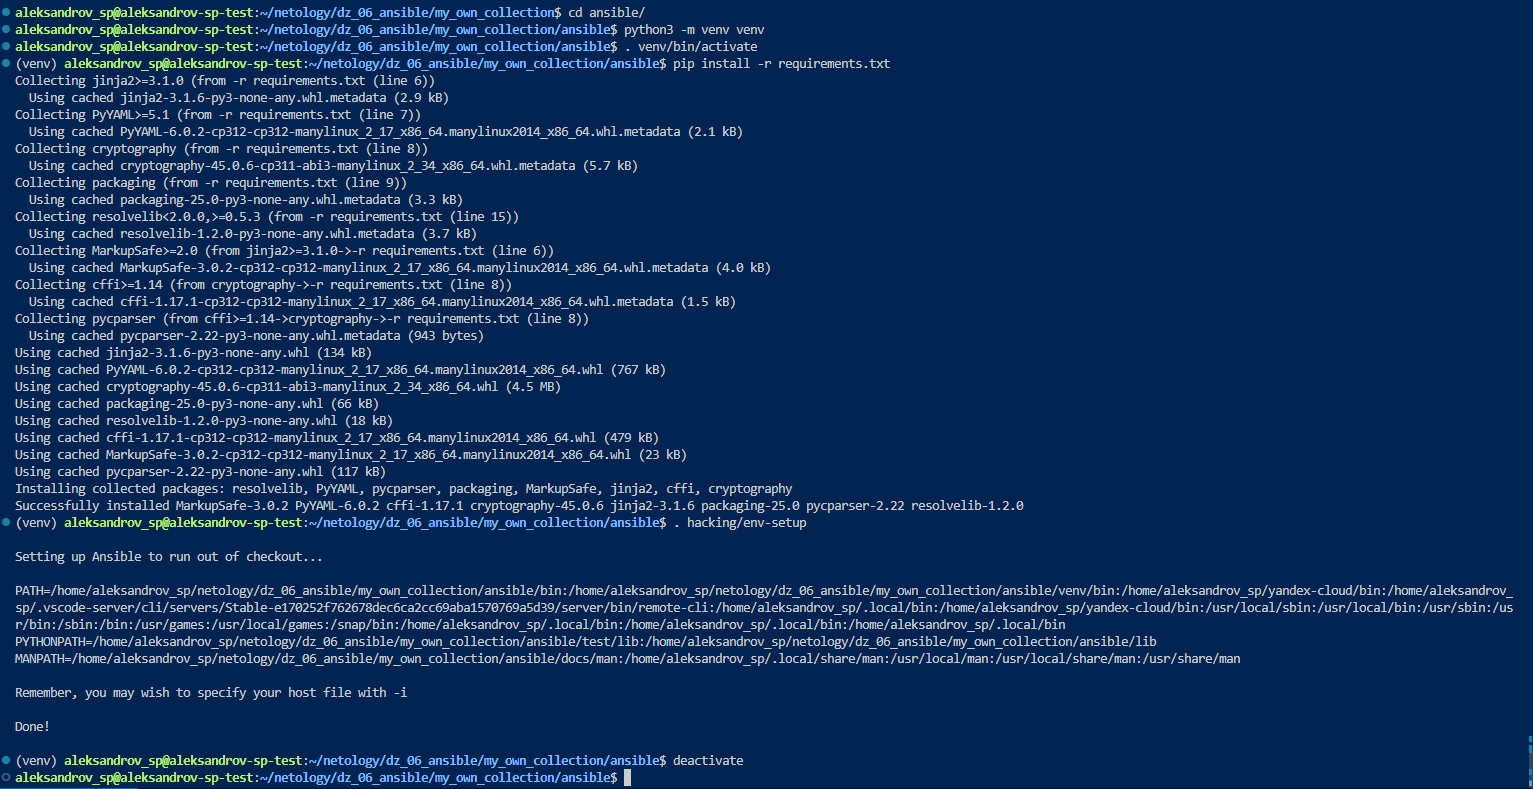 aleksandrov_sp@aleksandrov-sp-test:~/netology/dz_06_ansible/my_own_collection$ cd ansible/
aleksandrov_sp@aleksandrov-sp-test:~/netology/dz_06_ansible/my_own_collection/ansible$ python3 -m venv venv
aleksandrov_sp@aleksandrov-sp-test:~/netology/dz_06_ansible/my_own_collection/ansible$ . venv/bin/activate
(venv) aleksandrov_sp@aleksandrov-sp-test:~/netology/dz_06_ansible/my_own_collection/ansible$ pip install -r requirements.txt
Collecting jinja2>=3.1.0 (from -r requirements.txt (line 6))
  Using cached jinja2-3.1.6-py3-none-any.whl.metadata (2.9 kB)
Collecting PyYAML>=5.1 (from -r requirements.txt (line 7))
  Using cached PyYAML-6.0.2-cp312-cp312-manylinux_2_17_x86_64.manylinux2014_x86_64.whl.metadata (2.1 kB)
Collecting cryptography (from -r requirements.txt (line 8))
  Using cached cryptography-45.0.6-cp311-abi3-manylinux_2_34_x86_64.whl.metadata (5.7 kB)
Collecting packaging (from -r requirements.txt (line 9))
  Using cached packaging-25.0-py3-none-any.whl.metadata (3.3 kB)
Collecting resolvelib<2.0.0,>=0.5.3 (from -r requirements.txt (line 15))
  Using cached resolvelib-1.2.0-py3-none-any.whl.metadata (3.7 kB)
Collecting MarkupSafe>=2.0 (from jinja2>=3.1.0->-r requirements.txt (line 6))
  Using cached MarkupSafe-3.0.2-cp312-cp312-manylinux_2_17_x86_64.manylinux2014_x86_64.whl.metadata (4.0 kB)
Collecting cffi>=1.14 (from cryptography->-r requirements.txt (line 8))
  Using cached cffi-1.17.1-cp312-cp312-manylinux_2_17_x86_64.manylinux2014_x86_64.whl.metadata (1.5 kB)
Collecting pycparser (from cffi>=1.14->cryptography->-r requirements.txt (line 8))
  Using cached pycparser-2.22-py3-none-any.whl.metadata (943 bytes)
Using cached jinja2-3.1.6-py3-none-any.whl (134 kB)
Using cached PyYAML-6.0.2-cp312-cp312-manylinux_2_17_x86_64.manylinux2014_x86_64.whl (767 kB)
Using cached cryptography-45.0.6-cp311-abi3-manylinux_2_34_x86_64.whl (4.5 MB)
Using cached packaging-25.0-py3-none-any.whl (66 kB)
Using cached resolvelib-1.2.0-py3-none-any.whl (18 kB)
Using cached cffi-1.17.1-cp312-cp312-manylinux_2_17_x86_64.manylinux2014_x86_64.whl (479 kB)
Using cached MarkupSafe-3.0.2-cp312-cp312-manylinux_2_17_x86_64.manylinux2014_x86_64.whl (23 kB)
Using cached pycparser-2.22-py3-none-any.whl (117 kB)
Installing collected packages: resolvelib, PyYAML, pycparser, packaging, MarkupSafe, jinja2, cffi, cryptography
Successfully installed MarkupSafe-3.0.2 PyYAML-6.0.2 cffi-1.17.1 cryptography-45.0.6 jinja2-3.1.6 packaging-25.0 pycparser-2.22 resolvelib-1.2.0
(venv) aleksandrov_sp@aleksandrov-sp-test:~/netology/dz_06_ansible/my_own_collection/ansible$ . hacking/env-setup
Setting up Ansible to run out of checkout...
PATH=/home/aleksandrov_sp/netology/dz_06_ansible/my_own_collection/ansible/bin:/home/aleksandrov_sp/netology/dz_06_ansible/my_own_collection/ansible/venv/bin:/home/aleksandrov_sp/yandex-cloud/bin:/home/aleksandrov_
sp/.vscode-server/cli/servers/Stable-e170252f762678dec6ca2cc69aba1570769a5d39/server/bin/remote-cli:/home/aleksandrov_sp/.local/bin:/home/aleksandrov_sp/yandex-cloud/bin:/usr/local/sbin:/usr/local/bin:/usr/sbin:/us
r/bin:/sbin:/bin:/usr/games:/usr/local/games:/snap/bin:/home/aleksandrov_sp/.local/bin:/home/aleksandrov_sp/.local/bin:/home/aleksandrov_sp/.local/bin
PYTHONPATH=/home/aleksandrov_sp/netology/dz_06_ansible/my_own_collection/ansible/test/lib:/home/aleksandrov_sp/netology/dz_06_ansible/my_own_collection/ansible/lib
MANPATH=/home/aleksandrov_sp/netology/dz_06_ansible/my_own_collection/ansible/docs/man:/home/aleksandrov_sp/.local/share/man:/usr/local/man:/usr/local/share/man:/usr/share/man
Remember, you may wish to specify your host file with -i
Done!
(venv) aleksandrov_sp@aleksandrov-sp-test:~/netology/dz_06_ansible/my_own_collection/ansible$ deactivate
aleksandrov_sp@aleksandrov-sp-test:~/netology/dz_06_ansible/my_own_collection/ansible$